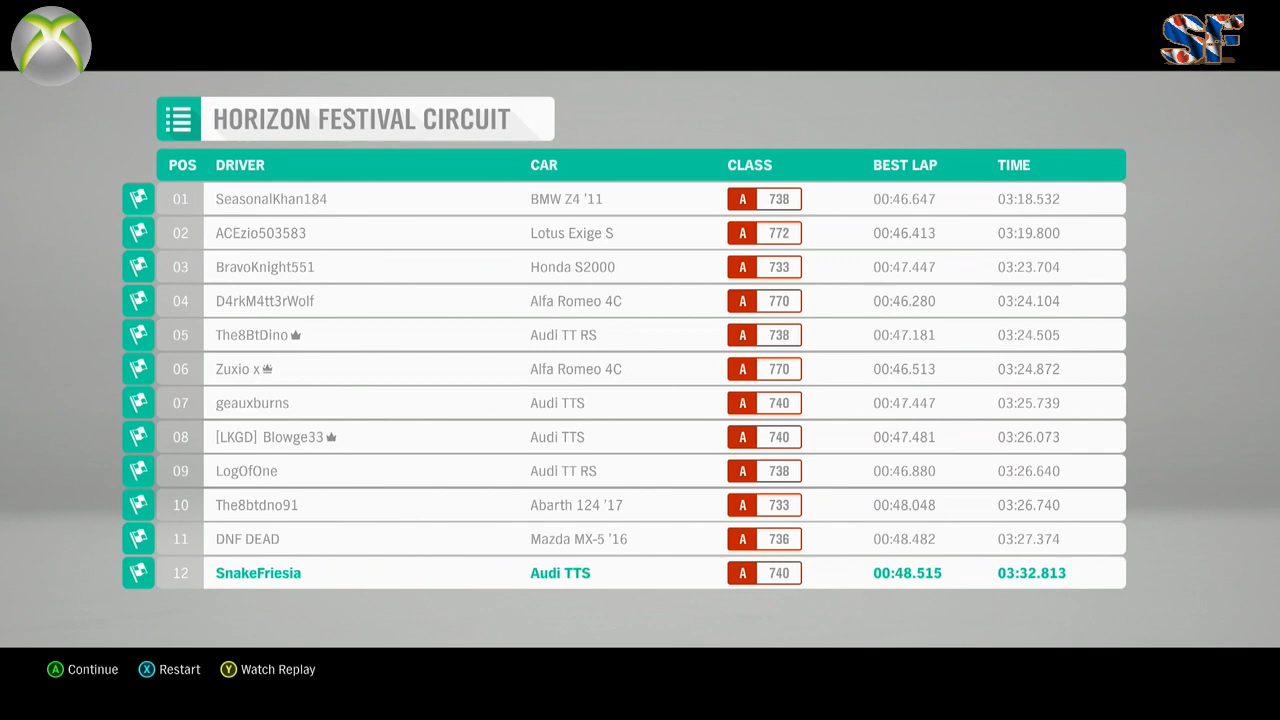 SF
HORIZON FESTIVAL CIRCUIT
POS DRIVER CAR CLASS BEST LAP TIME
01 SeasonalKhan184 BMW Z4 '11 A 738 00:46.647 03:18.532
02 ACEzio503583 Lotus Exige S A 772 00:46.413 03:19.800
03 BravoKnight551 Honda S2000 A 733 00:47.447 03:23.704
04 D4rkM4tt3rWolf Alfa Romeo 4C A 770 00:46.280 03:24.104
05 The8BtDino Audi TT RS A 738 00:47.181 03:24.505
06 Zuxio x Alfa Romeo 4C A 770 00:46.513 03:24.872
07 geauxburns Audi TTS A 740 00:47.447 03:25.739
08 [LKGD] Blowge33 Audi TTS A 740 00:47.481 03:26.073
09 LogOfOne Audi TT RS A 738 00:46.880 03:26.640
10 The8btdno91 Abarth 124 '17 A 733 00:48.048 03:26.740
11 DNF DEAD Mazda MX-5 '16 A 736 00:48.482 03:27.374
12 SnakeFriesia Audi TTS A 740 00:48.515 03:32.813
A Continue X Restart Y Watch Replay